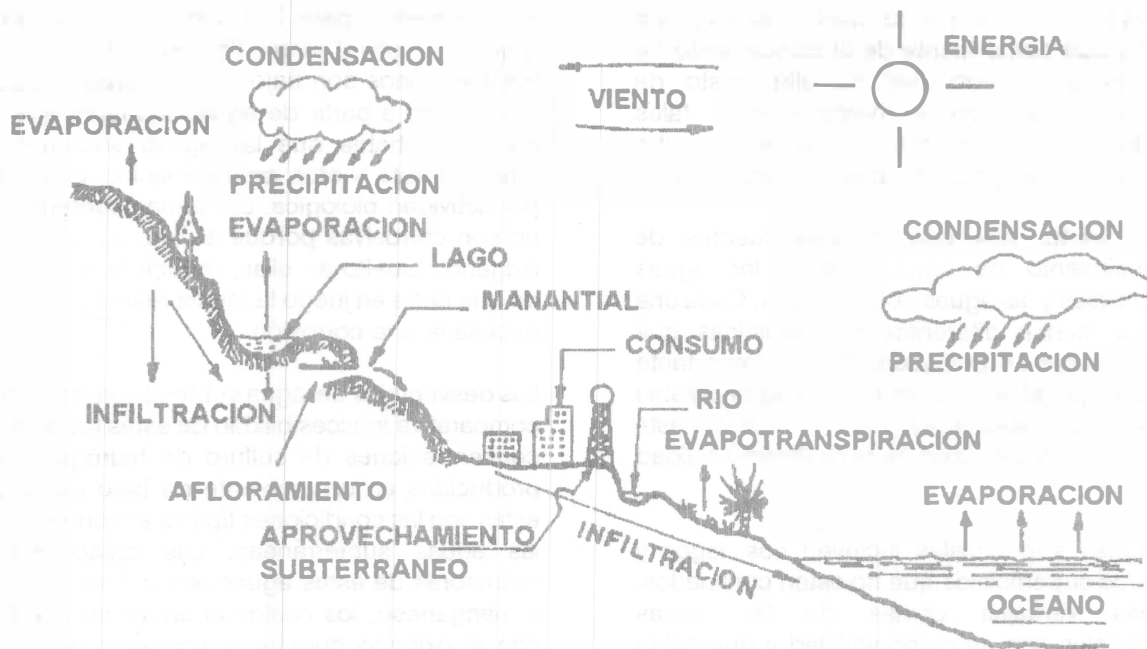 CONDENSACION
ENERGIA
VIENTO
EVAPORACION
PRECIPITACION
EVAPORACION
CONDENSACION
LAGO
MANANTIAL
CONSUMO
PRECIPITACION
RIO
INFILTRACION
EVAPOTRANSPIRACION
AFLORAMIENTO
EVAPORACION
APROVECHAMIENTO
SUBTERRANEO
INFILTRACION
OCEANO